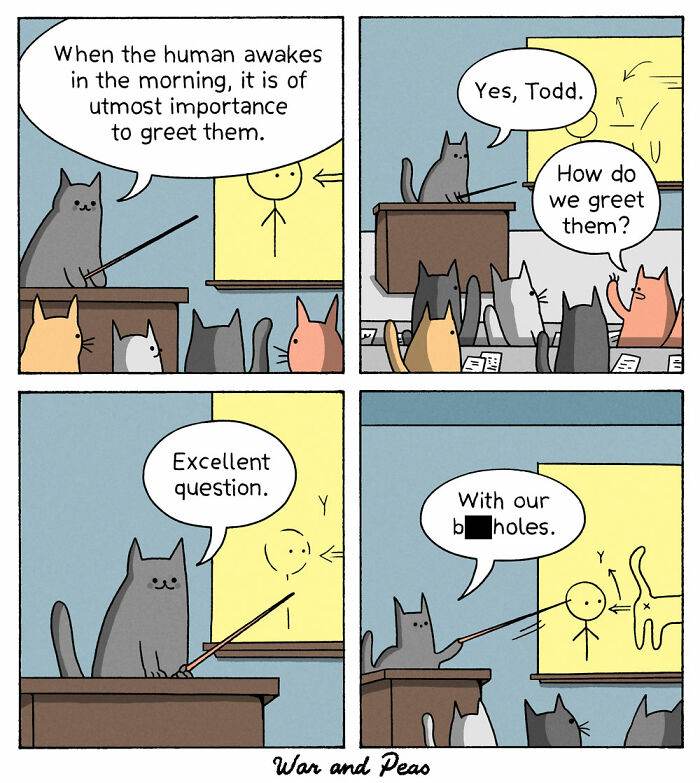 When the human awakes
in the morning, it is of
utmost importance
to greet them.
Yes, Todd.
How do
we greet
them?
Excellent
question.
Y
With our
b██holes.
Y
War and Peas